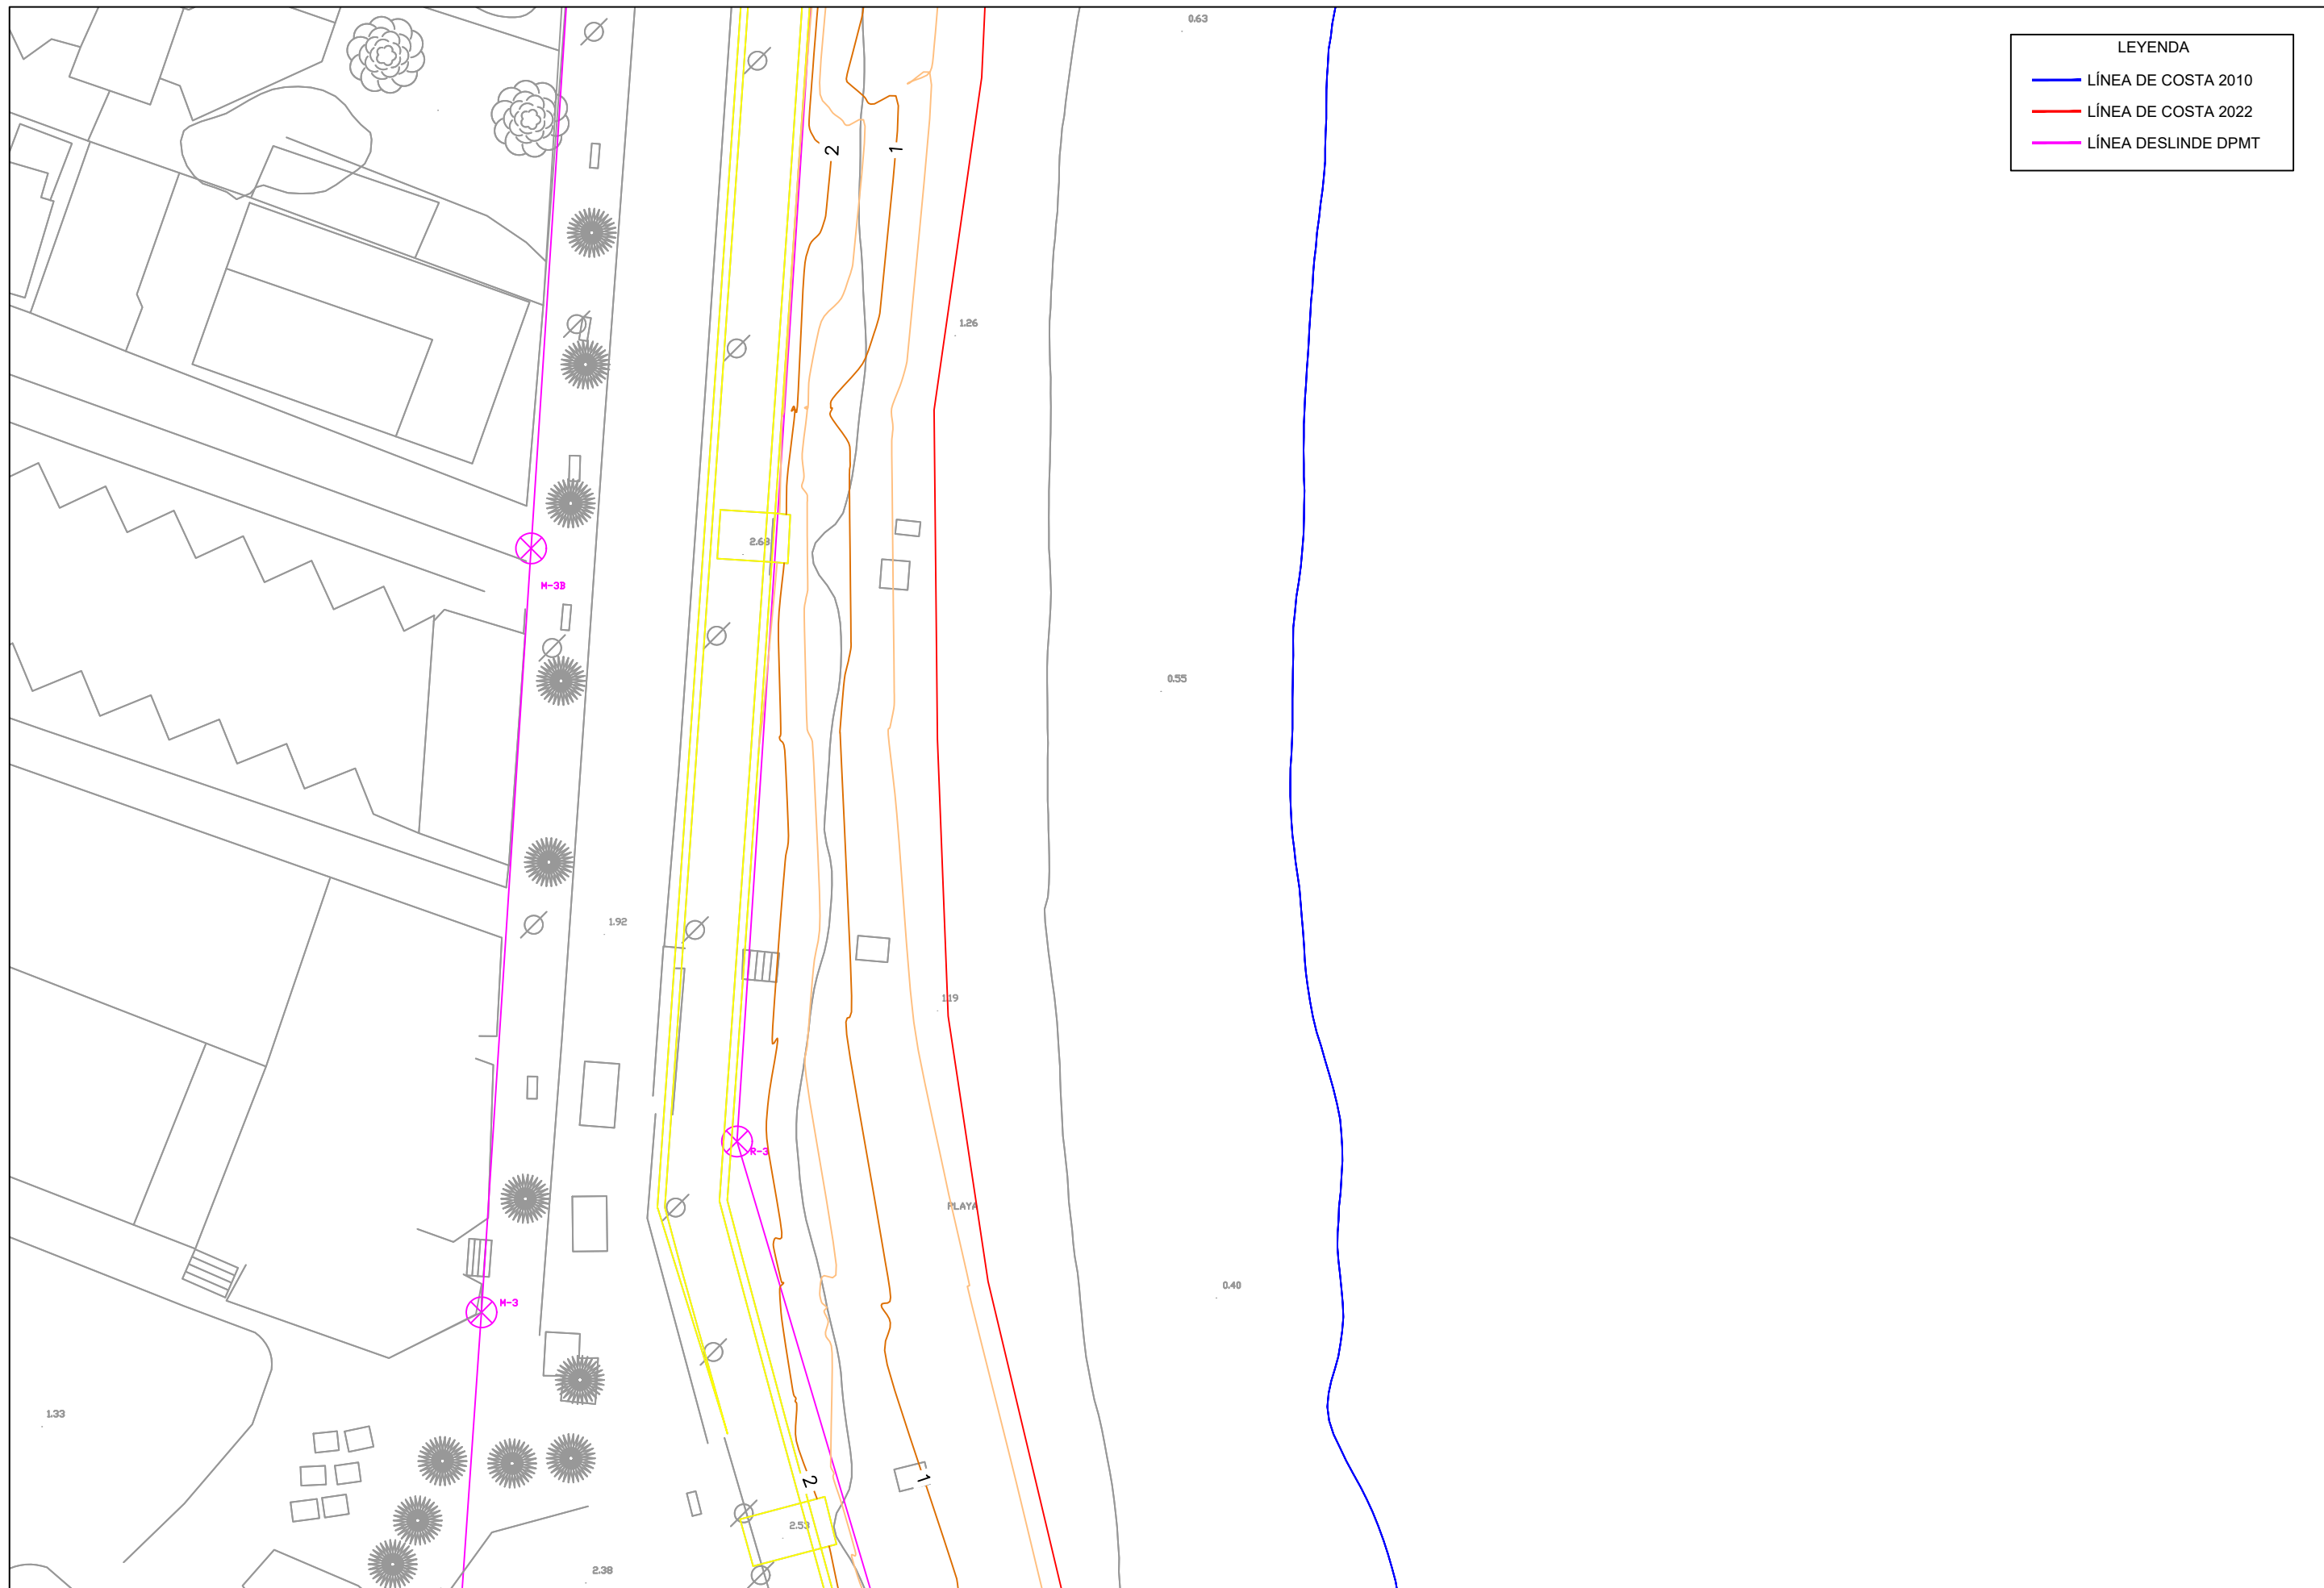 0.63
LEYENDA
LÍNEA DE COSTA 2010
LÍNEA DE COSTA 2022
LÍNEA DESLINDE DPMT
2
1
1.26
2.63
M-3B
0.55
1.92
1.19
R-3
PLAYA
0.40
M-3
1.33
2
1
2.53
2.38